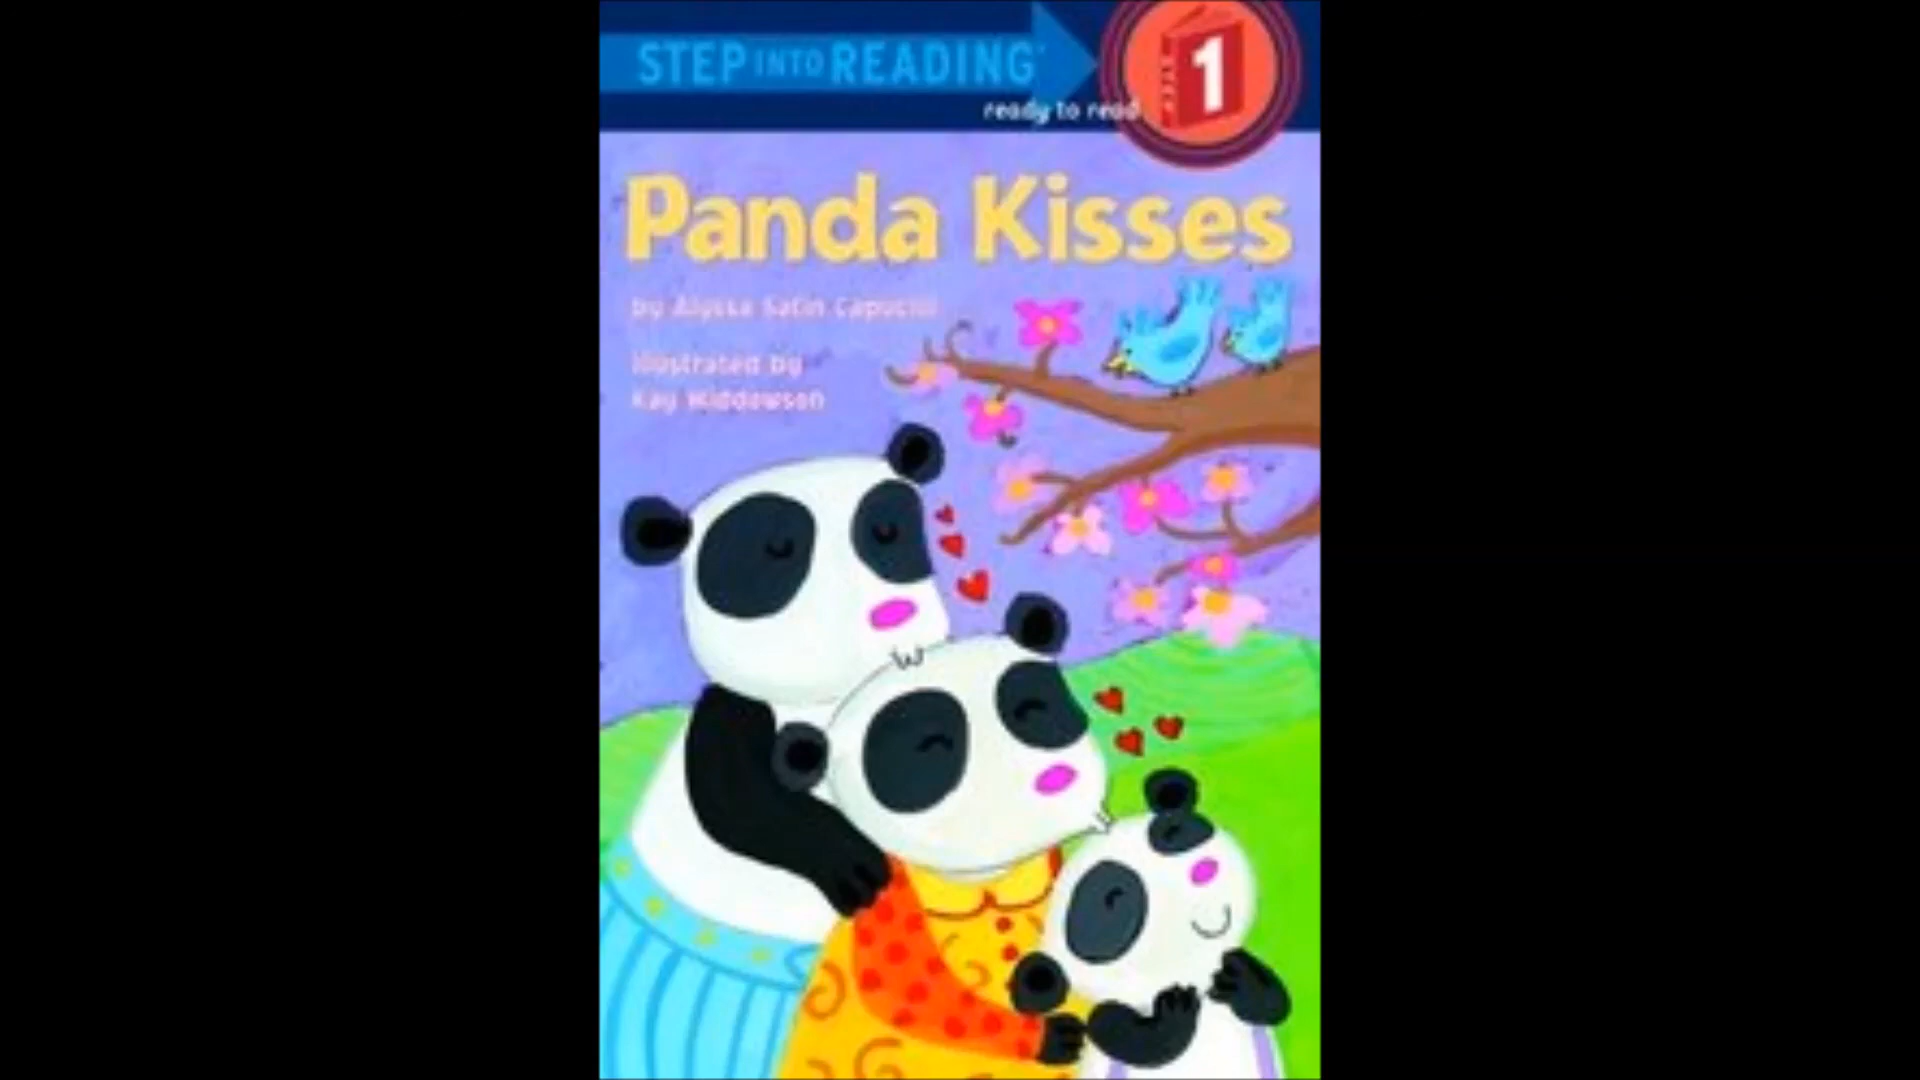 STEP INTO READING
1
ready to read
Panda Kisses
by Alyssa Satin Capucilli
illustrated by
Kay Widdowson